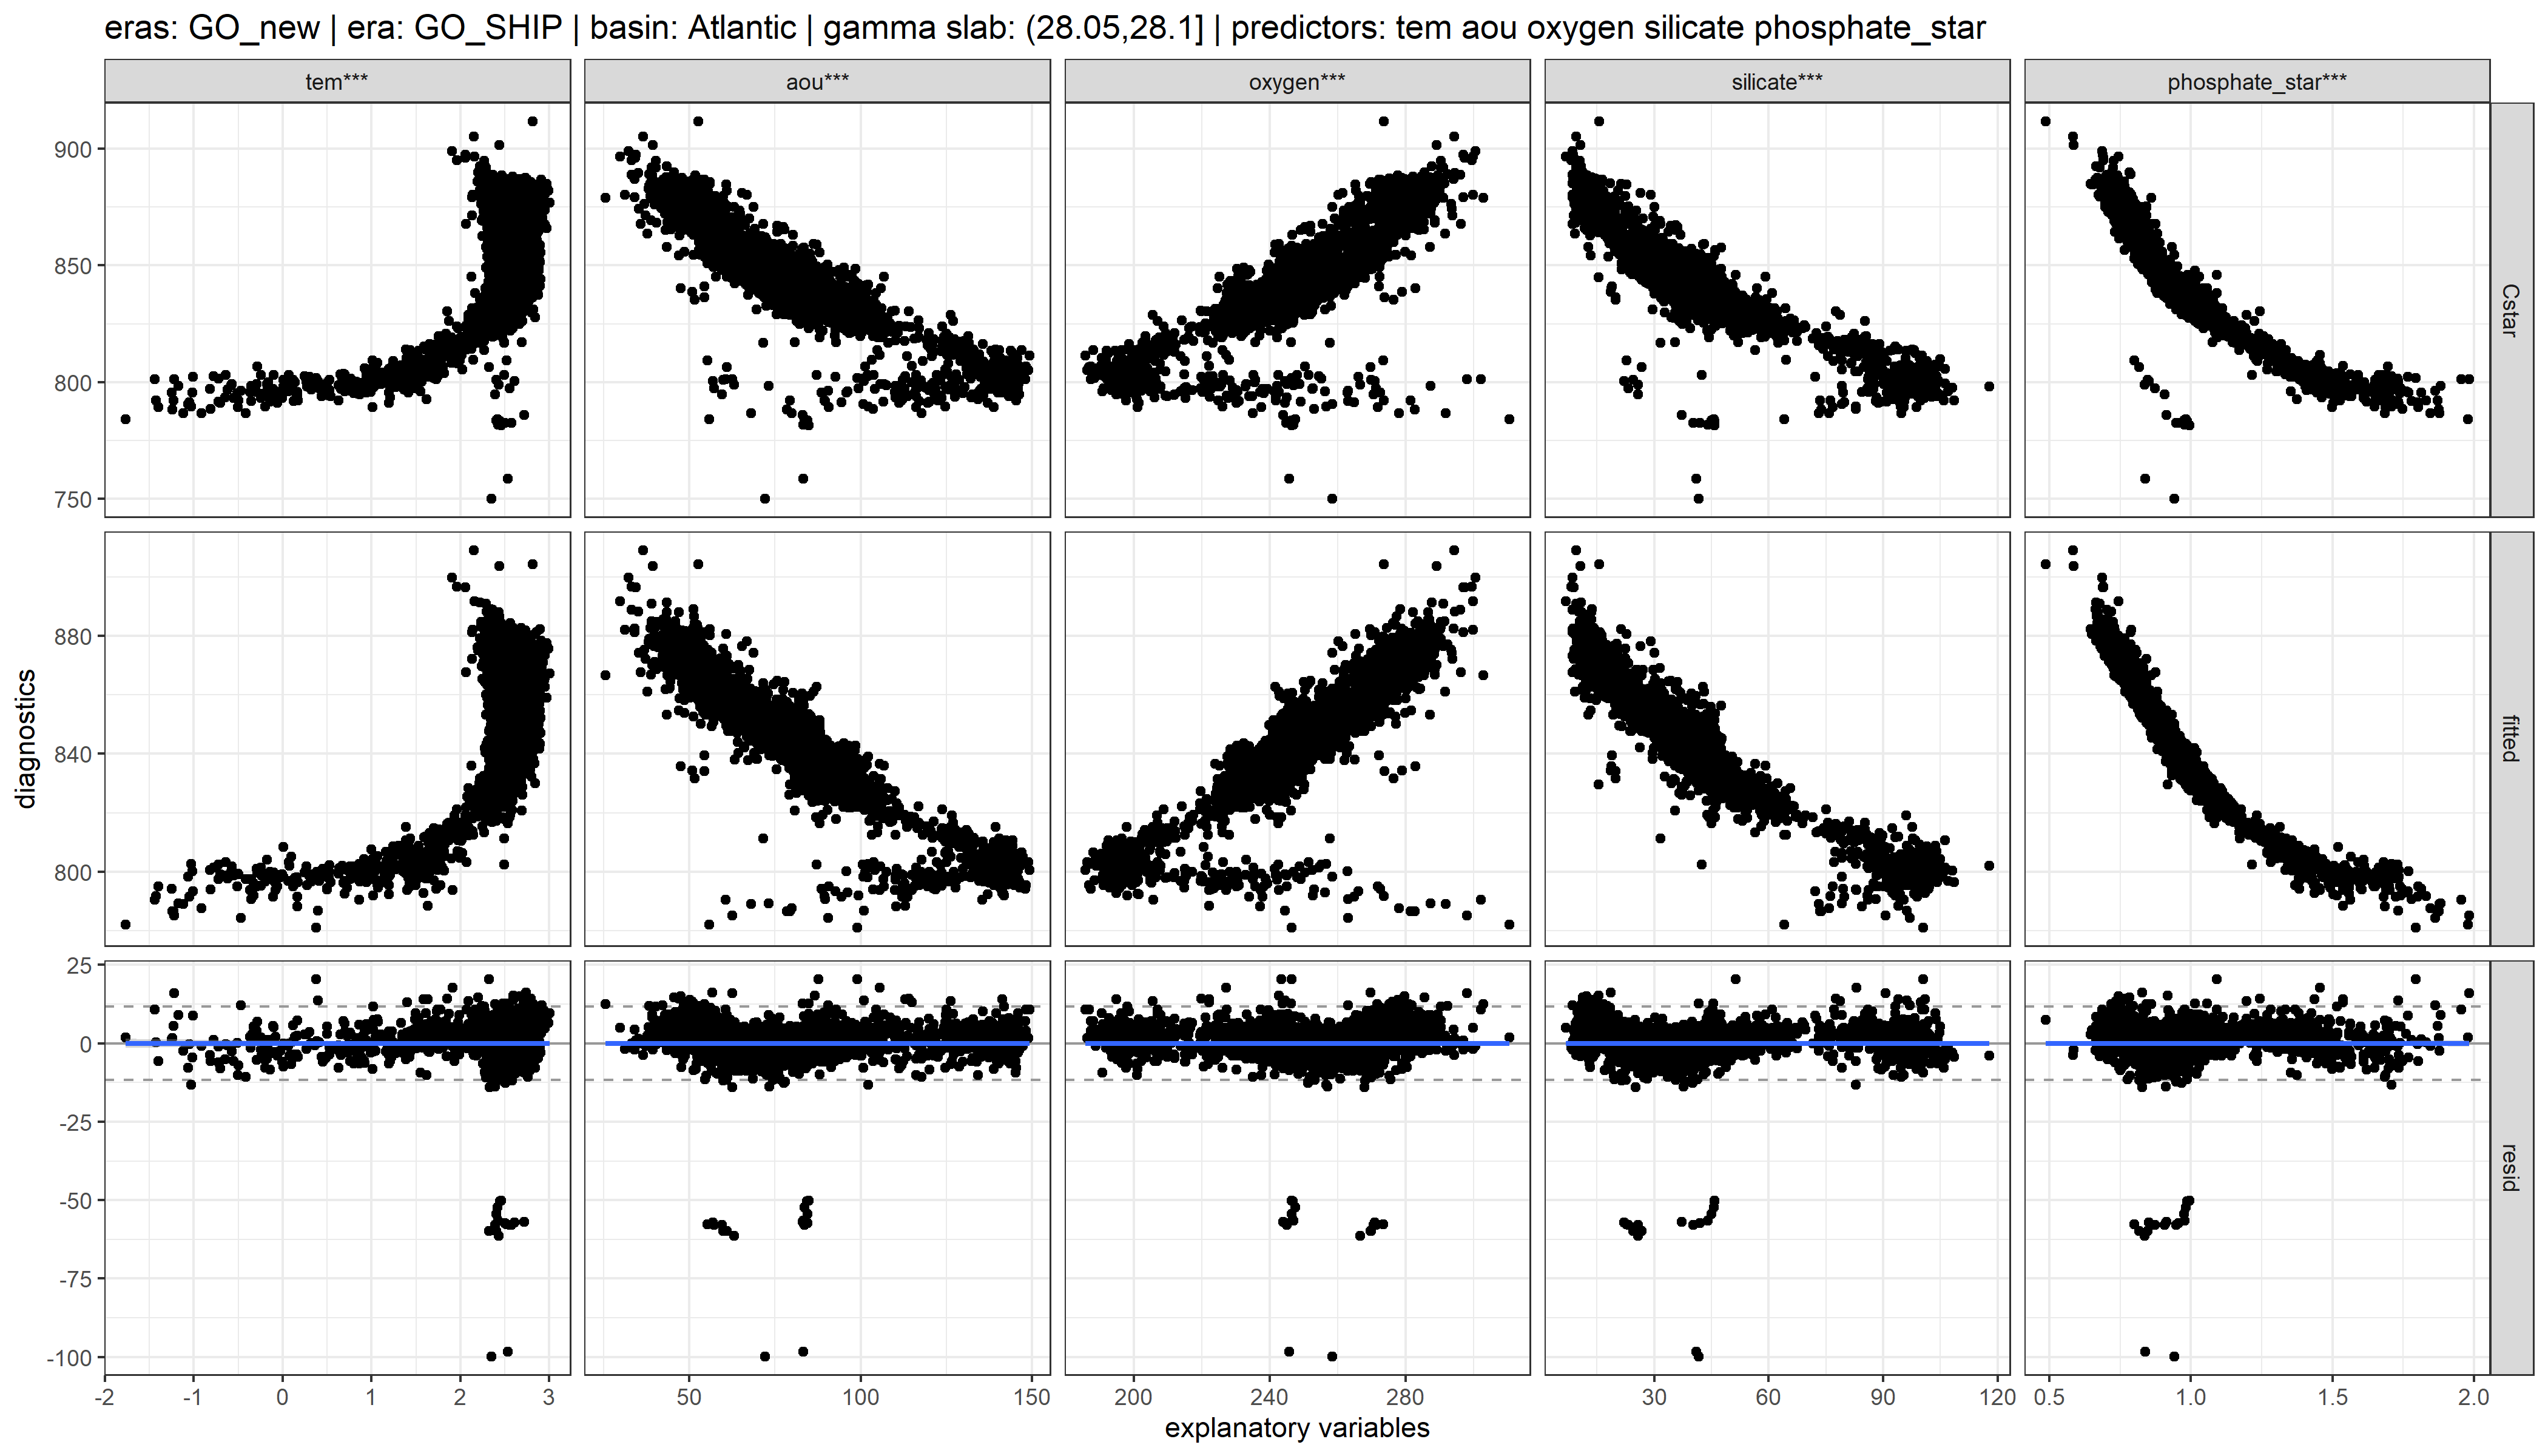 eras: GO_new | era: GO_SHIP | basin: Atlantic | gamma slab: (28.05,28.1] | predictors: tem aou oxygen silicate phosphate_star
tem*** aou*** oxygen*** silicate*** phosphate_star***
900
850
800
750
Cstar
880
840
800
fitted
diagnostics
25
0
-25
-50
-75
-100
resid
-2 -1 0 1 2 3 50 100 150 200 240 280 30 60 90 120 0.5 1.0 1.5 2.0
explanatory variables